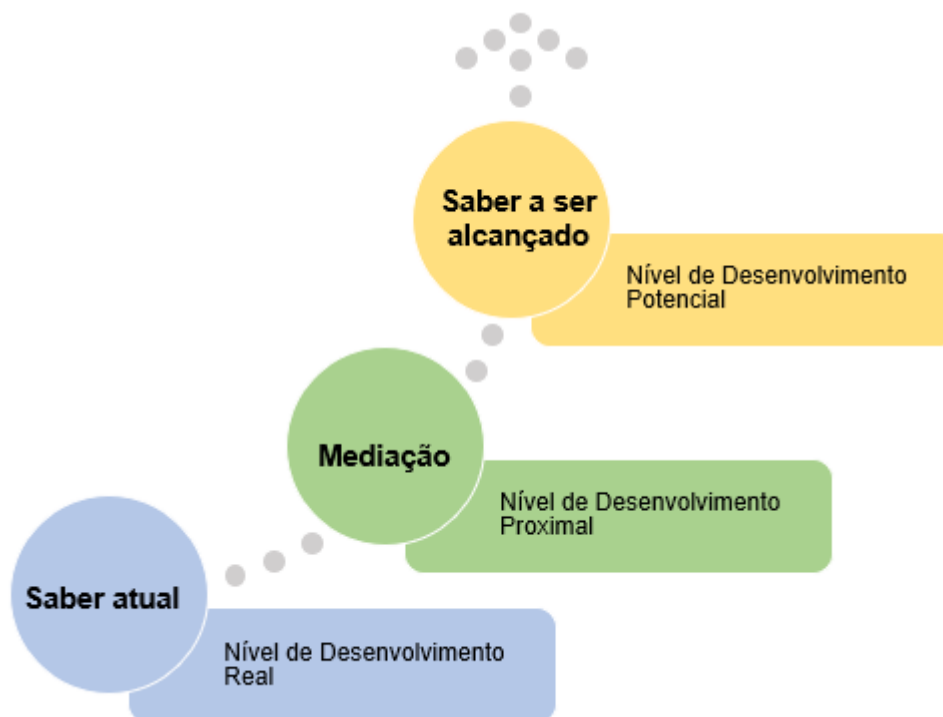 Saber a ser
alcançado
Nível de Desenvolvimento
Potencial
Mediação
Nível de Desenvolvimento
Proximal
Saber atual
Nível de Desenvolvimento
Real